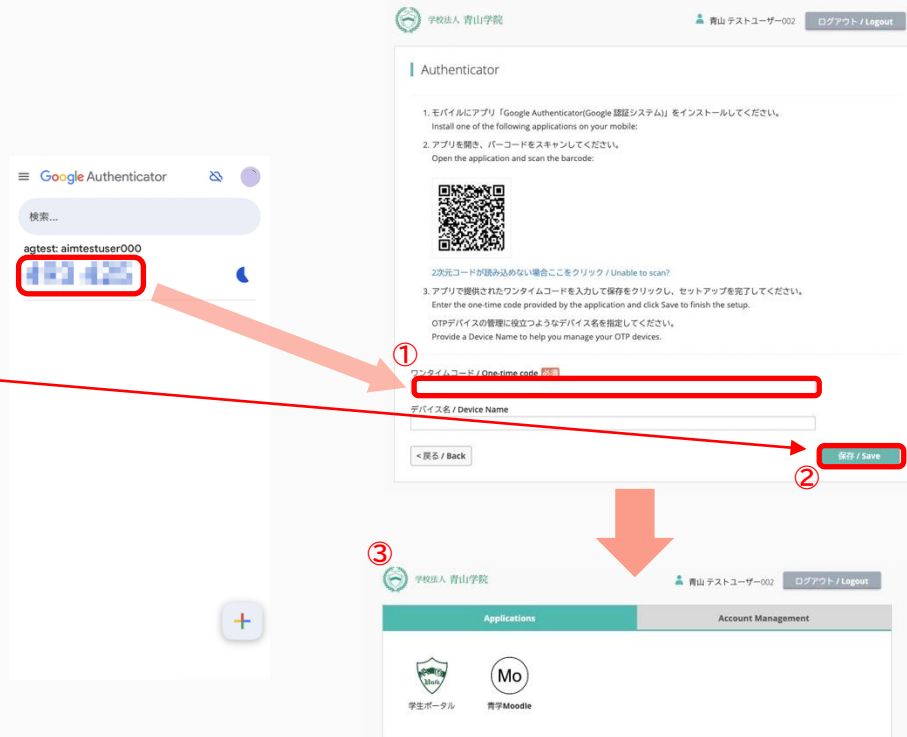 Google Authenticator
検索...
agtest: aimtestuser000
学校法人 青山学院
青山 テストユーザー002
ログアウト / Logout
Authenticator
1. モバイルにアプリ「Google Authenticator(Google 認証システム)」をインストールしてください。
Install one of the following applications on your mobile:
2. アプリを開き、バーコードをスキャンしてください。
Open the application and scan the barcode:
2次元コードが読み込めない場合ここをクリック / Unable to scan?
3. アプリで提供されたワンタイムコードを入力して保存をクリックし、セットアップを完了してください。
Enter the one-time code provided by the application and click Save to finish the setup.
OTPデバイスの管理に役立つようなデバイス名を指定してください。
Provide a Device Name to help you manage your OTP devices.
①
ワンタイムコード / One-time code 必須
デバイス名 / Device Name
< 戻る / Back
保存 / Save
②
③
学校法人 青山学院
青山 テストユーザー002
ログアウト / Logout
Applications
Account Management
Mo
学生ポータル
青学Moodle